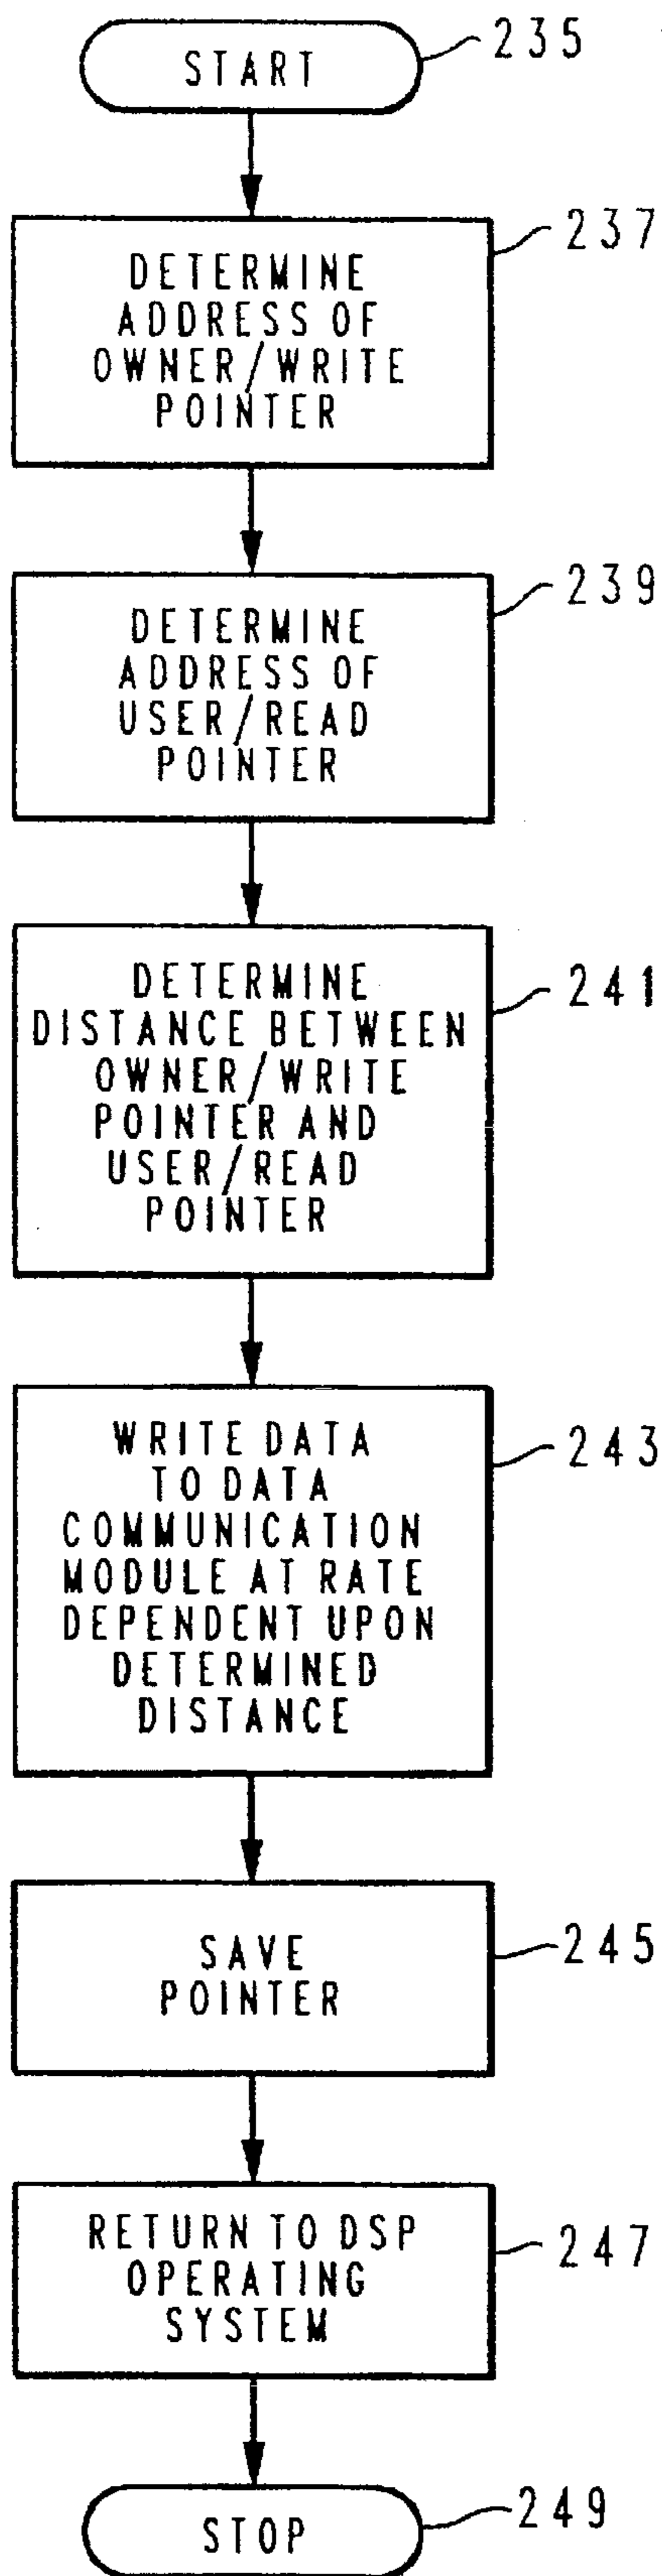 START
235
DETERMINE
ADDRESS OF
OWNER/WRITE
POINTER
237
DETERMINE
ADDRESS OF
USER/READ
POINTER
239
DETERMINE
DISTANCE BETWEEN
OWNER/WRITE
POINTER AND
USER/READ
POINTER
241
WRITE DATA
TO DATA
COMMUNICATION
MODULE AT RATE
DEPENDENT UPON
DETERMINED
DISTANCE
243
SAVE
POINTER
245
RETURN TO DSP
OPERATING
SYSTEM
247
STOP
249